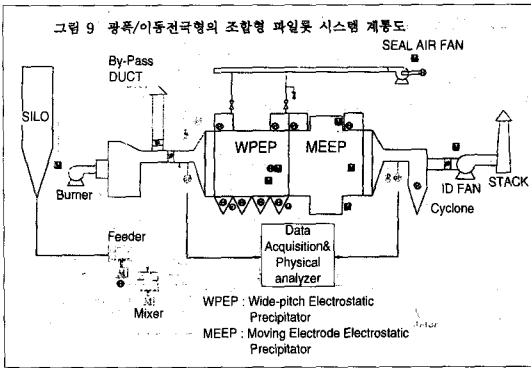 그림 9 광폭/이동전극형의 조합형 파일롯 시스템 계통도
SEAL AIR FAN
By-Pass
DUCT
SILO
WPEP
MEEP
Burner
ID FAN
STACK
Cyclone
Feeder
Data
Acquisition&
Physical
analyzer
Mixer
WPEP : Wide-pitch Electrostatic
Precipitator
MEEP : Moving Electrode Electrostatic
Precipitator